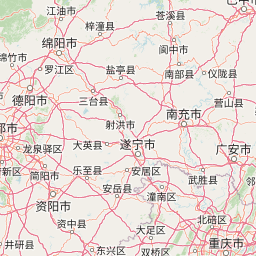 江油市
梓潼县
苍溪县
绵阳市
阆中市
绵竹市
罗江区
盐亭县
南部县
仪陇县
德阳市
三台县
营山县
射洪市
南充市
龙泉驿区
大英县
遂宁市
广安市
简阳市
乐至县
安居区
武胜县
安岳县
潼南区
资阳市
资中县
北碚区
大足区
井研县
东兴区
双桥区
重庆市